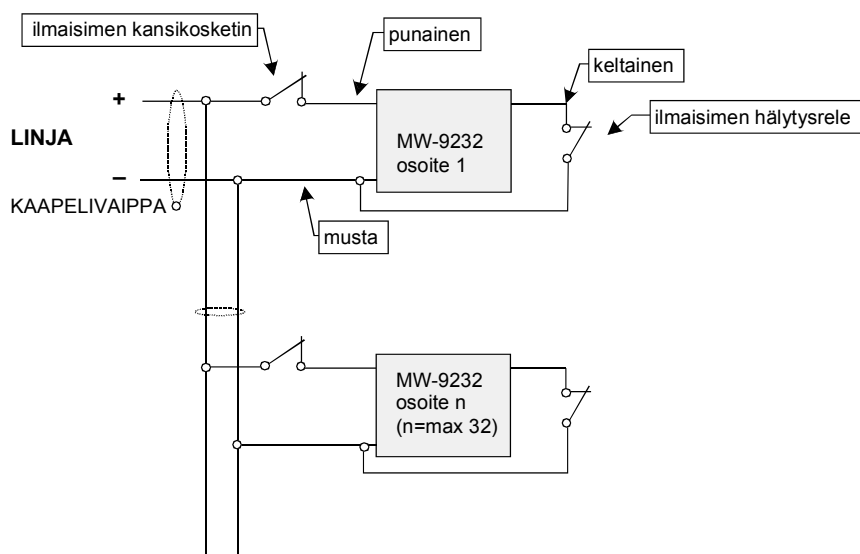 ilmaisimen kansikosketin
punainen
keltainen
+
LINJA
MW-9232
osoite 1
ilmaisimen hälytysrele
–
KAAPELIVAIPPA
musta
MW-9232
osoite n
(n=max 32)